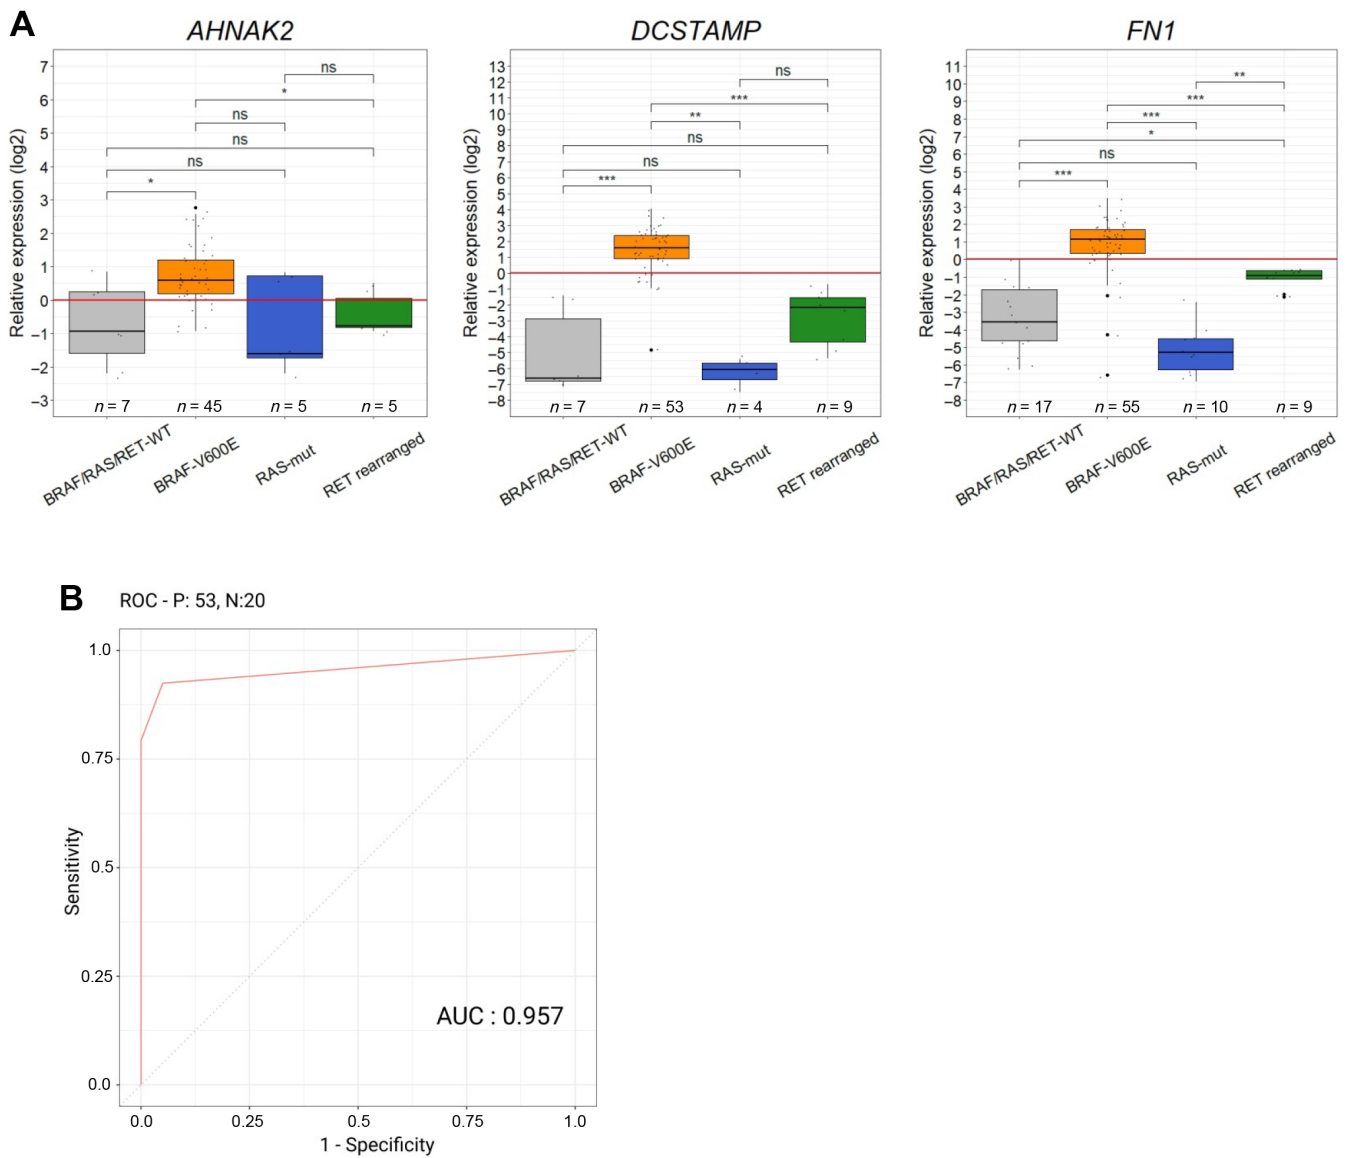 A
AHNAK2
DCSTAMP
FN1
Relative expression (log2)
7
6
5
4
3
2
1
0
−1
−2
−3
ns
*
ns
ns
ns
*
n = 7
n = 45
n = 5
n = 5
BRAF/RAS/RET-WT
BRAF-V600E
RAS-mut
RET rearranged
Relative expression (log2)
13
12
11
10
9
8
7
6
5
4
3
2
1
0
−1
−2
−3
−4
−5
−6
−7
−8
ns
***
**
ns
ns
***
n = 7
n = 53
n = 4
n = 9
BRAF/RAS/RET-WT
BRAF-V600E
RAS-mut
RET rearranged
Relative expression (log2)
11
10
9
8
7
6
5
4
3
2
1
0
−1
−2
−3
−4
−5
−6
−7
−8
**
***
***
*
ns
***
n = 17
n = 55
n = 10
n = 9
BRAF/RAS/RET-WT
BRAF-V600E
RAS-mut
RET rearranged
B
ROC - P: 53, N:20
Sensitivity
1.0
0.75
0.5
0.25
0.0
AUC : 0.957
0.0 0.25 0.5 0.75 1.0
1 - Specificity